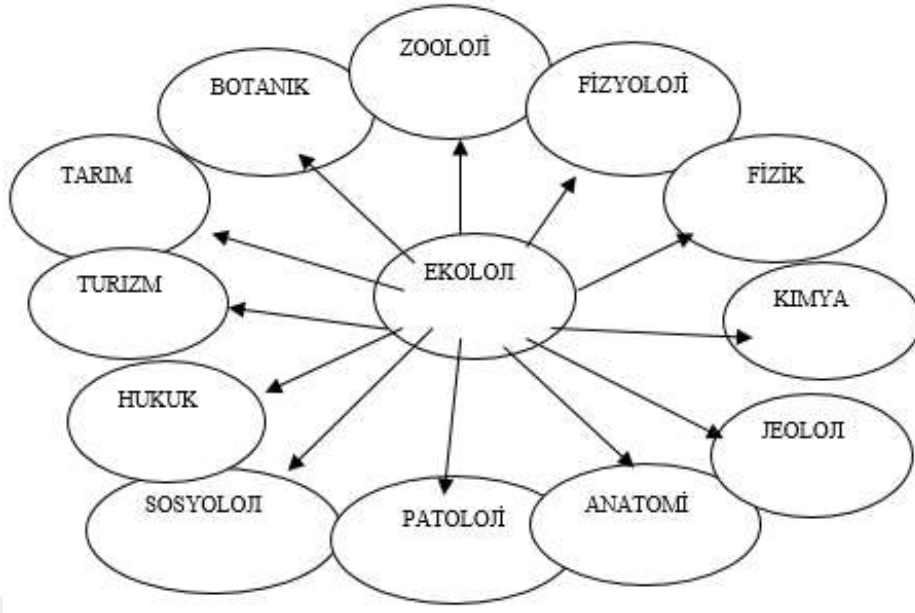 ZOOLOJİ
BOTANIK
FİZYOLOJİ
TARIM
FİZİK
EKOLOJI
TURIZM
KIMYA
HUKUK
JEOLOJI
SOSYOLOJI
PATOLOJİ
ANATOMİ